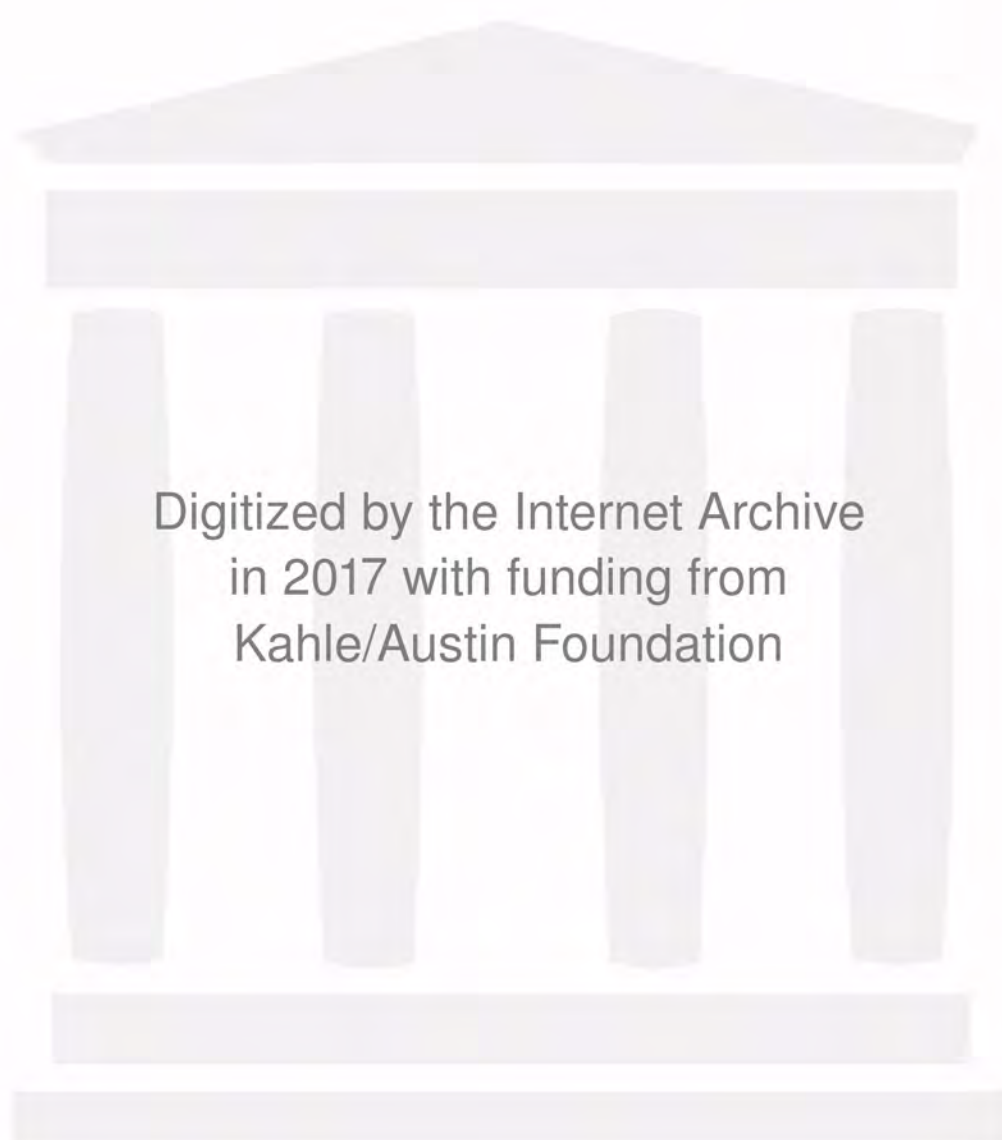 Digitized by the Internet Archive
in 2017 with funding from
Kahle/Austin Foundation